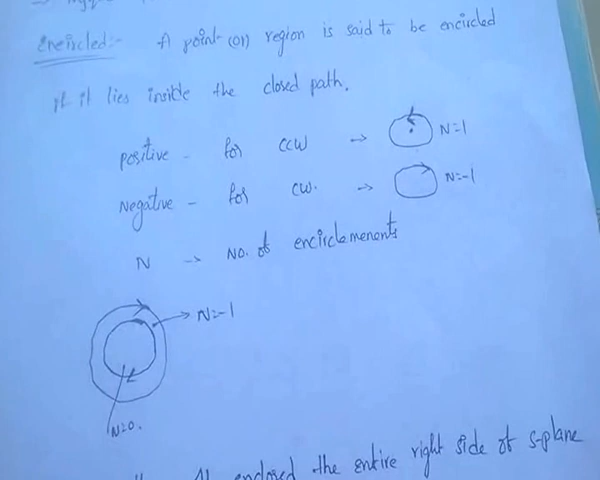 Encircled:- A point (or) region is said to be encircled
if it lies inside the closed path.
positive - for CCW → N=1
Negative - for CW. → N=-1
N → No. of encirclemenents
N=-1
N=0.
enclosed the entire right side of s-plane